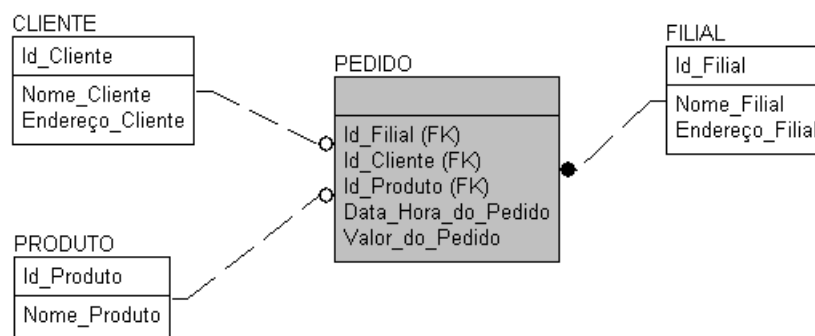 CLIENTE
Id_Cliente
Nome_Cliente
Endereço_Cliente
PEDIDO
Id_Filial (FK)
Id_Cliente (FK)
Id_Produto (FK)
Data_Hora_do_Pedido
Valor_do_Pedido
FILIAL
Id_Filial
Nome_Filial
Endereço_Filial
PRODUTO
Id_Produto
Nome_Produto